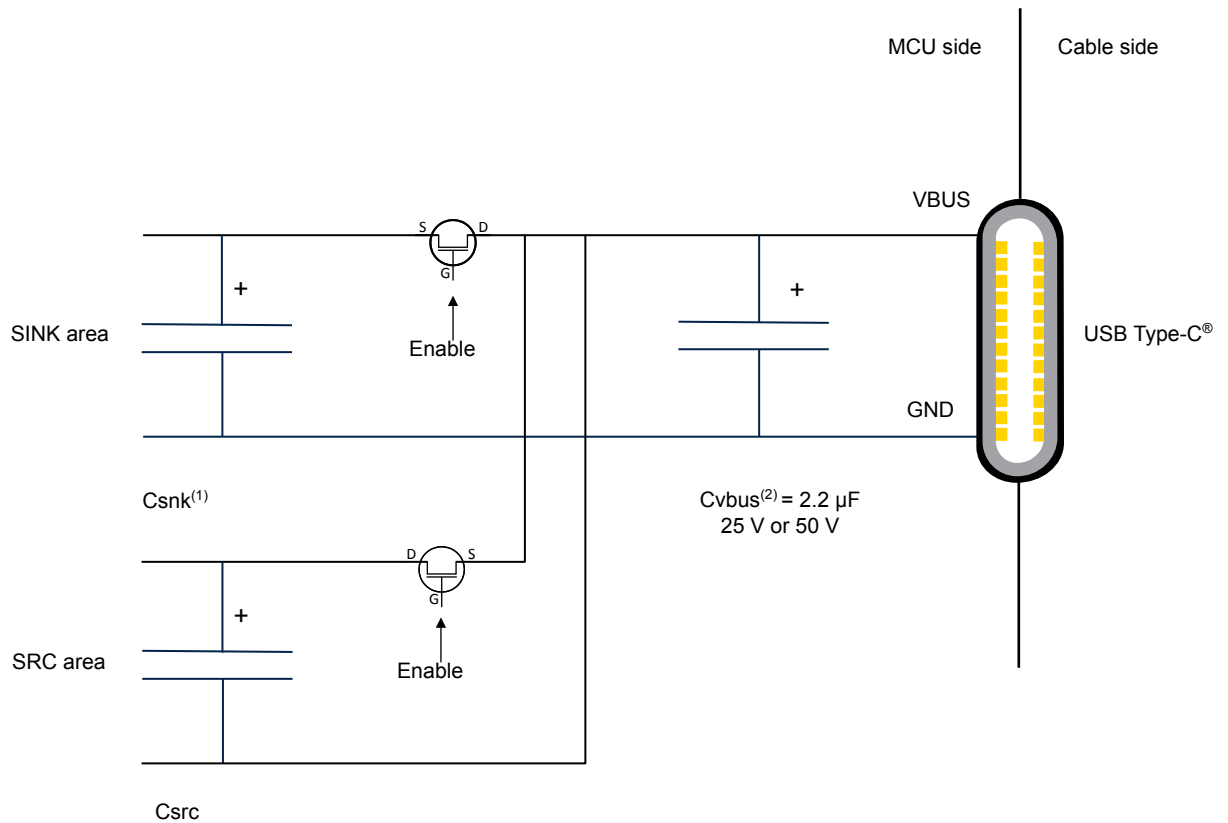 MCU side
Cable side
VBUS
S
D
G
+
+
SINK area
Enable
USB Type-C®
GND
Csnk(1)
Cvbus(2) = 2.2 µF
25 V or 50 V
D
S
G
+
SRC area
Enable
Csrc